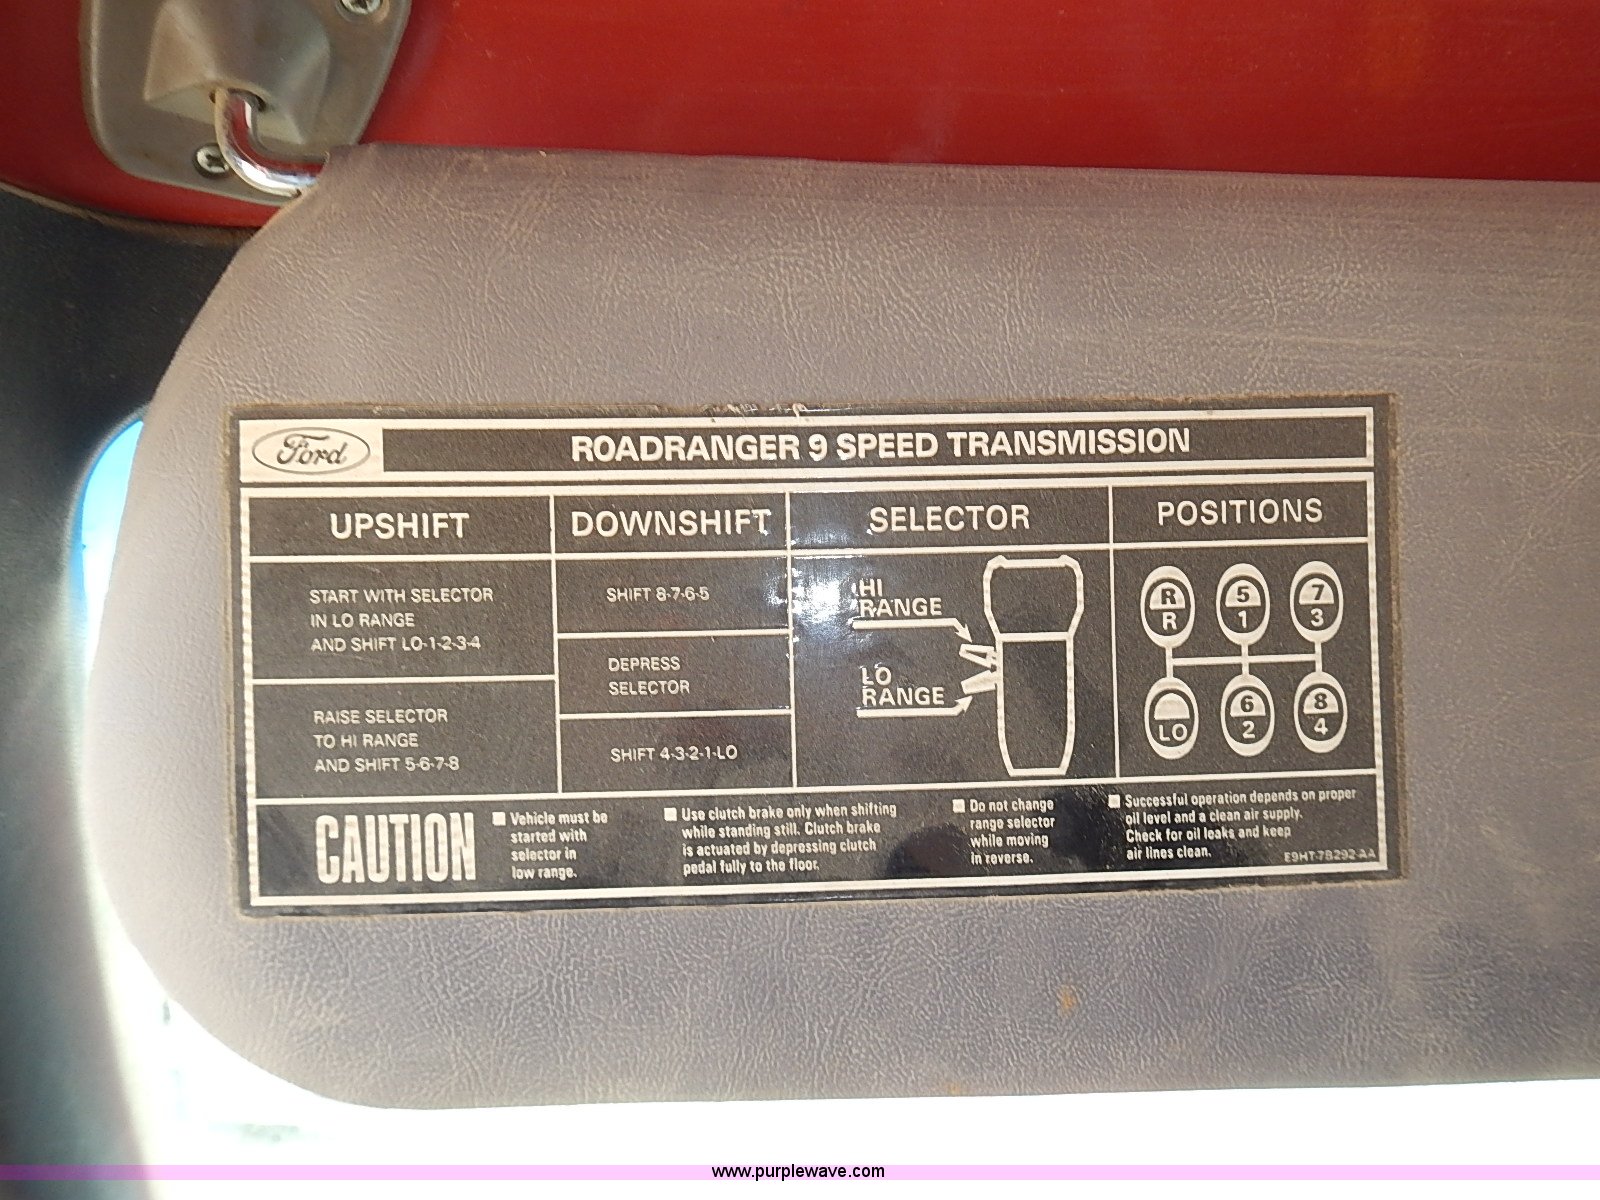 Ford
ROADRANGER 9 SPEED TRANSMISSION
UPSHIFT
START WITH SELECTOR
IN LO RANGE
AND SHIFT LO-1-2-3-4
RAISE SELECTOR
TO HI RANGE
AND SHIFT 5-6-7-8
DOWNSHIFT
SHIFT 8-7-6-5
DEPRESS
SELECTOR
SHIFT 4-3-2-1-LO
SELECTOR
HI
RANGE
LO
RANGE
POSITIONS
R 5 7
R 1 3
6 8
LO 2 4
CAUTION
Vehicle must be
started with
selector in
low range.
Use clutch brake only when shifting
while standing still. Clutch brake
is actuated by depressing clutch
pedal fully to the floor.
Do not change
range selector
while moving
in reverse.
Successful operation depends on proper
oil level and a clean air supply.
Check for oil leaks and keep
air lines clean.
E9HT-7B292-AA
www.purplewave.com